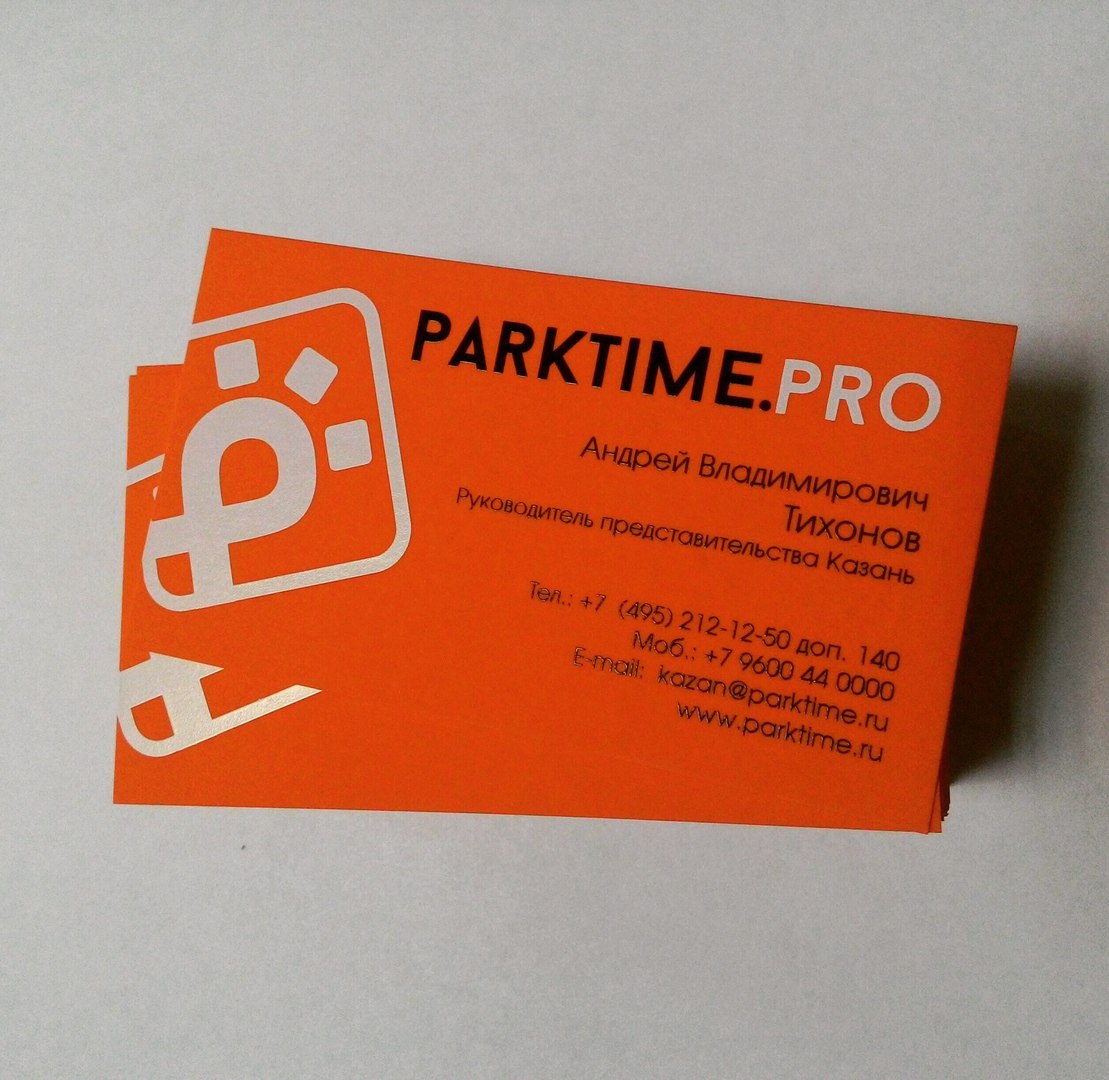 PARKTIME.PRO
Андрей Владимирович
Тихонов
Руководитель представительства Казань
Тел.: +7 (495) 212-12-50 доп. 140
Моб.: +7 9600 44 0000
E-mail: kazan@parktime.ru
www.parktime.ru